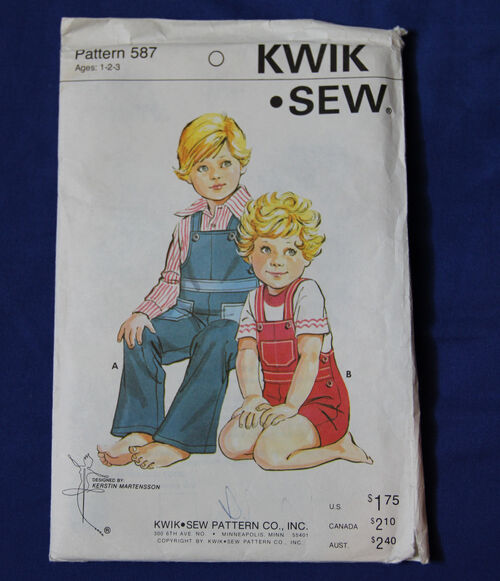 Pattern 587
Ages: 1-2-3
KWIK
•SEW®
A
B
DESIGNED BY:
KERSTIN MARTENSSON
®
KWIK•SEW PATTERN CO., INC.
300 6TH AVE NO. • MINNEAPOLIS, MINN 55401
COPYRIGHT BY KWIK•SEW PATTERN CO., INC.
U.S. $1.75
CANADA $2.10
AUST. $2.40